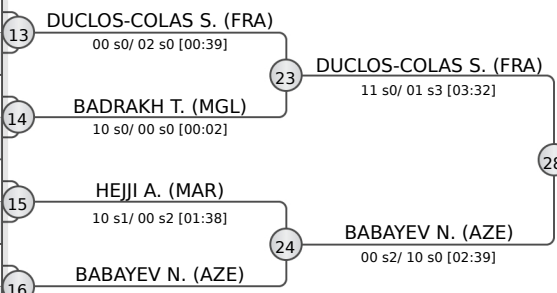 13
DUCLOS-COLAS S. (FRA)
00 s0/ 02 s0 [00:39]
23
DUCLOS-COLAS S. (FRA)
11 s0/ 01 s3 [03:32]
14
BADRAKH T. (MGL)
10 s0/ 00 s0 [00:02]
28
15
HEJJI A. (MAR)
10 s1/ 00 s2 [01:38]
24
BABAYEV N. (AZE)
00 s2/ 10 s0 [02:39]
16
BABAYEV N. (AZE)